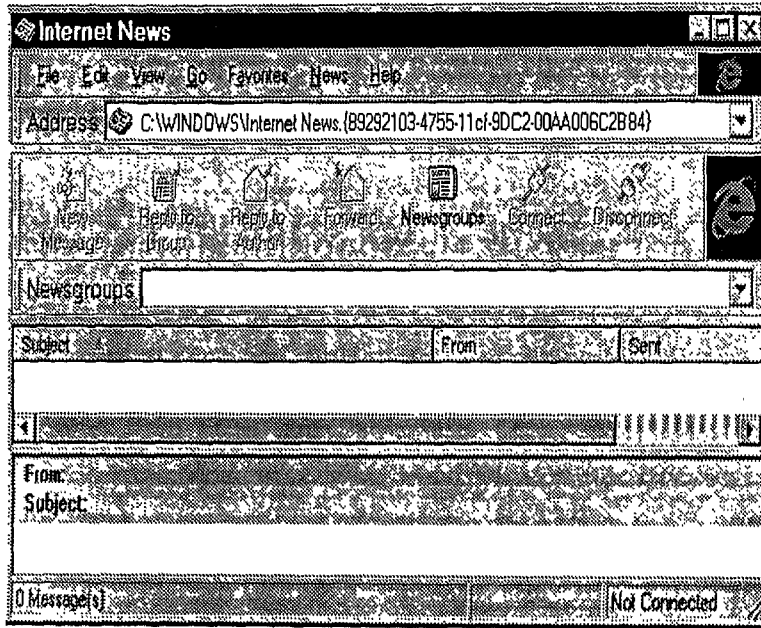 Internet News
File Edit View Go Favorites News Help
Address C:\WINDOWS\Internet News.{89292103-4755-11cf-9DC2-00AA006C2B84}
New Message Reply to Group Reply to Author Forward Newsgroups Connect Disconnect
Newsgroups
Subject From Sent
From:
Subject:
0 Message(s) Not Connected